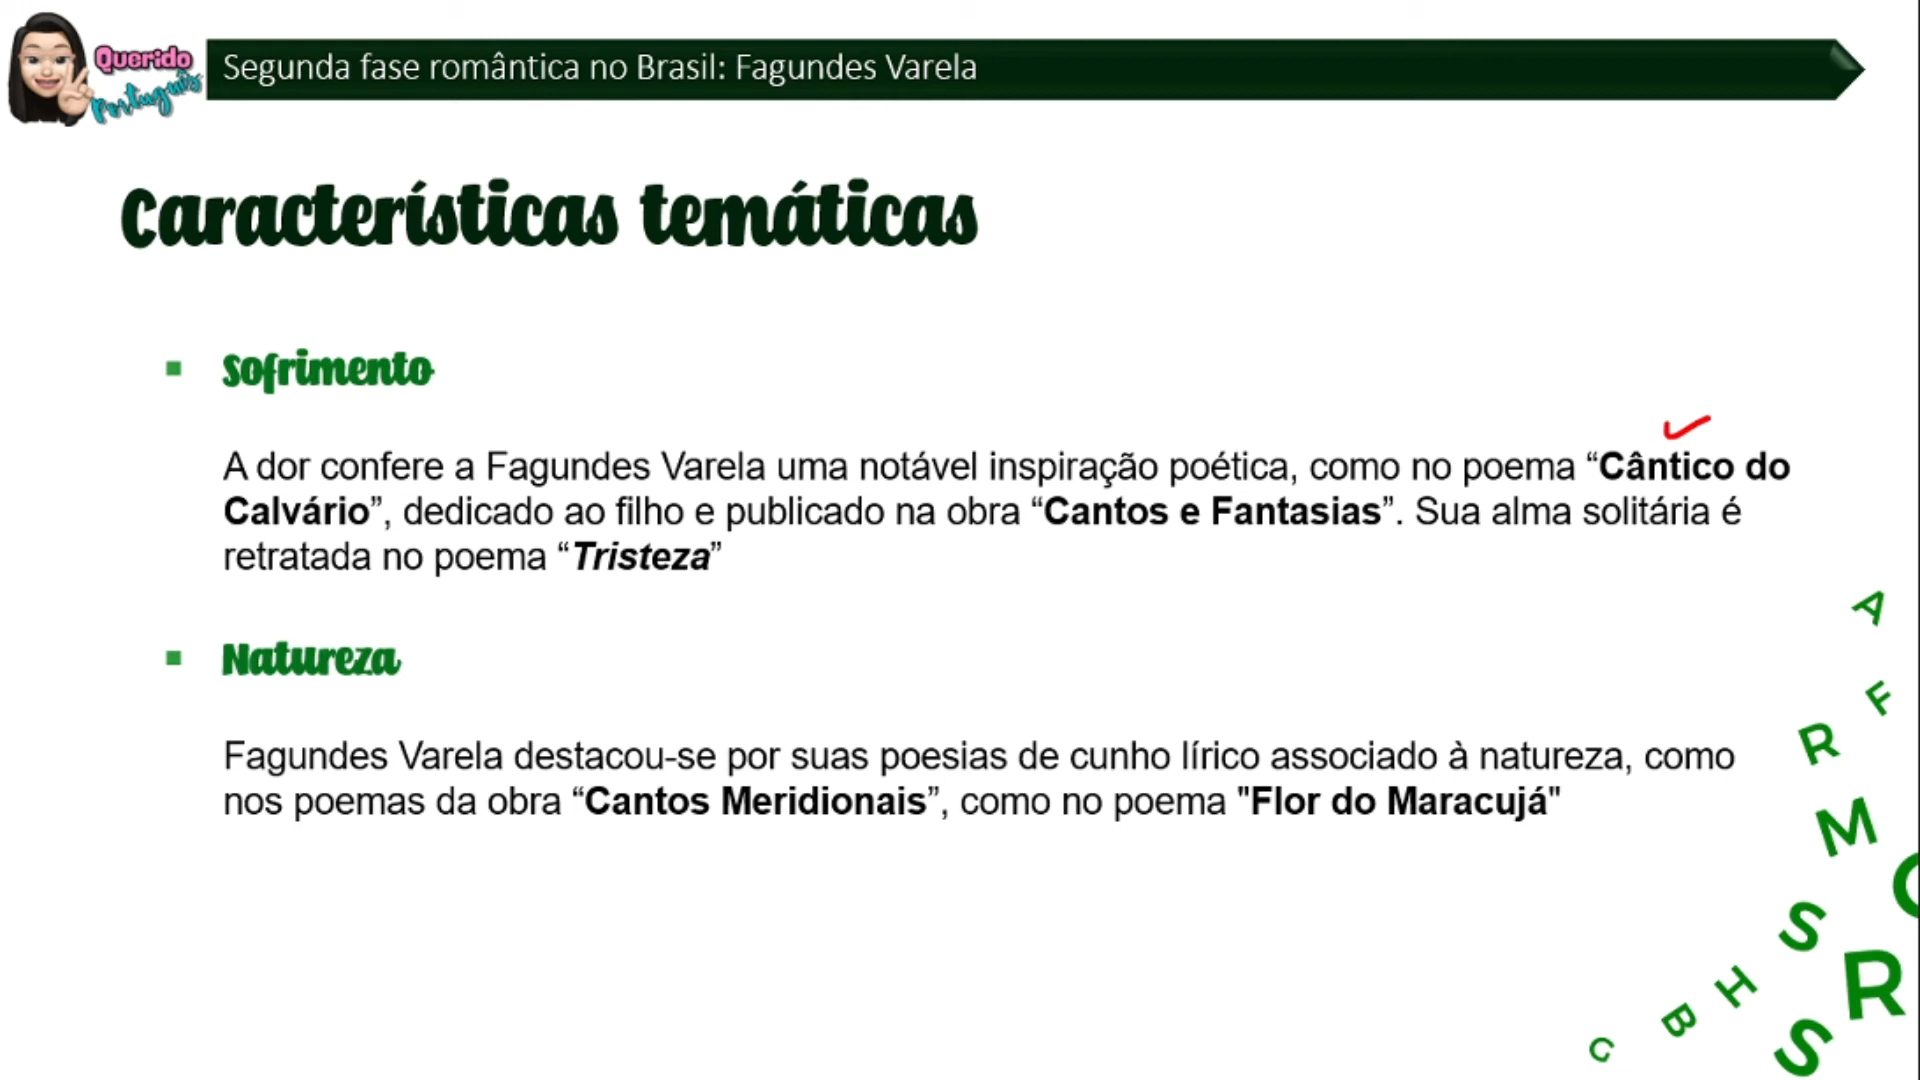 Querido
Português
Segunda fase romântica no Brasil: Fagundes Varela
Características temáticas
Sofrimento
A dor confere a Fagundes Varela uma notável inspiração poética, como no poema “Cântico do
Calvário”, dedicado ao filho e publicado na obra “Cantos e Fantasias”. Sua alma solitária é
retratada no poema “Tristeza”
Natureza
Fagundes Varela destacou-se por suas poesias de cunho lírico associado à natureza, como
nos poemas da obra “Cantos Meridionais”, como no poema "Flor do Maracujá"
A
F
R
M
S
R
H
B
S